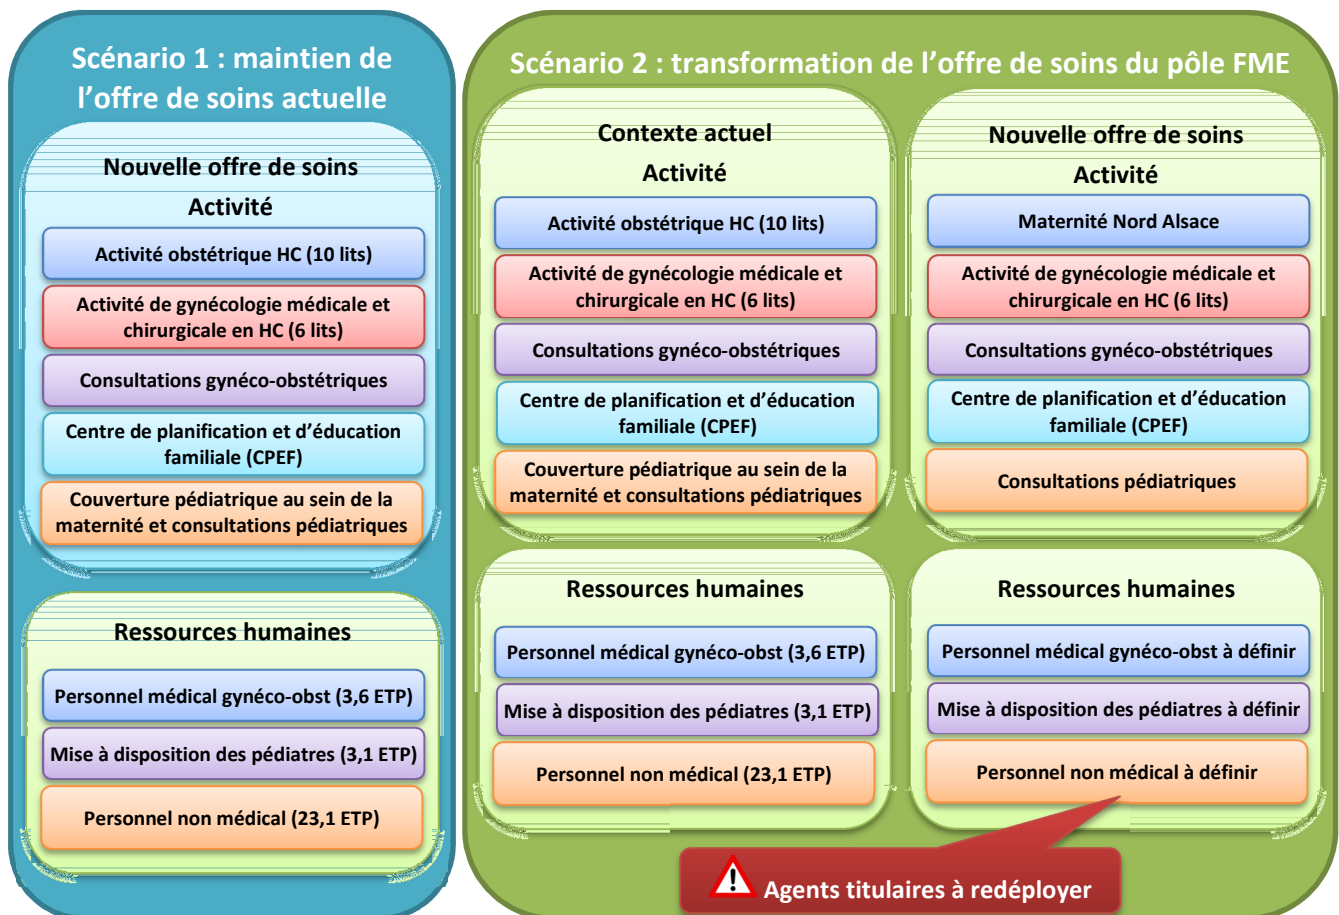 Scénario 1 : maintien de
l’offre de soins actuelle
Nouvelle offre de soins
Activité
Activité obstétrique HC (10 lits)
Activité de gynécologie médicale et
chirurgicale en HC (6 lits)
Consultations gynéco-obstétriques
Centre de planification et d’éducation
familiale (CPEF)
Couverture pédiatrique au sein de la
maternité et consultations pédiatriques
Ressources humaines
Personnel médical gynéco-obst (3,6 ETP)
Mise à disposition des pédiatres (3,1 ETP)
Personnel non médical (23,1 ETP)
Scénario 2 : transformation de l’offre de soins du pôle FME
Contexte actuel
Activité
Activité obstétrique HC (10 lits)
Activité de gynécologie médicale et
chirurgicale en HC (6 lits)
Consultations gynéco-obstétriques
Centre de planification et d’éducation
familiale (CPEF)
Couverture pédiatrique au sein de la
maternité et consultations pédiatriques
Ressources humaines
Personnel médical gynéco-obst (3,6 ETP)
Mise à disposition des pédiatres (3,1 ETP)
Personnel non médical (23,1 ETP)
Nouvelle offre de soins
Activité
Maternité Nord Alsace
Activité de gynécologie médicale et
chirurgicale en HC (6 lits)
Consultations gynéco-obstétriques
Centre de planification et d’éducation
familiale (CPEF)
Consultations pédiatriques
Ressources humaines
Personnel médical gynéco-obst à définir
Mise à disposition des pédiatres à définir
Personnel non médical à définir
Agents titulaires à redéployer